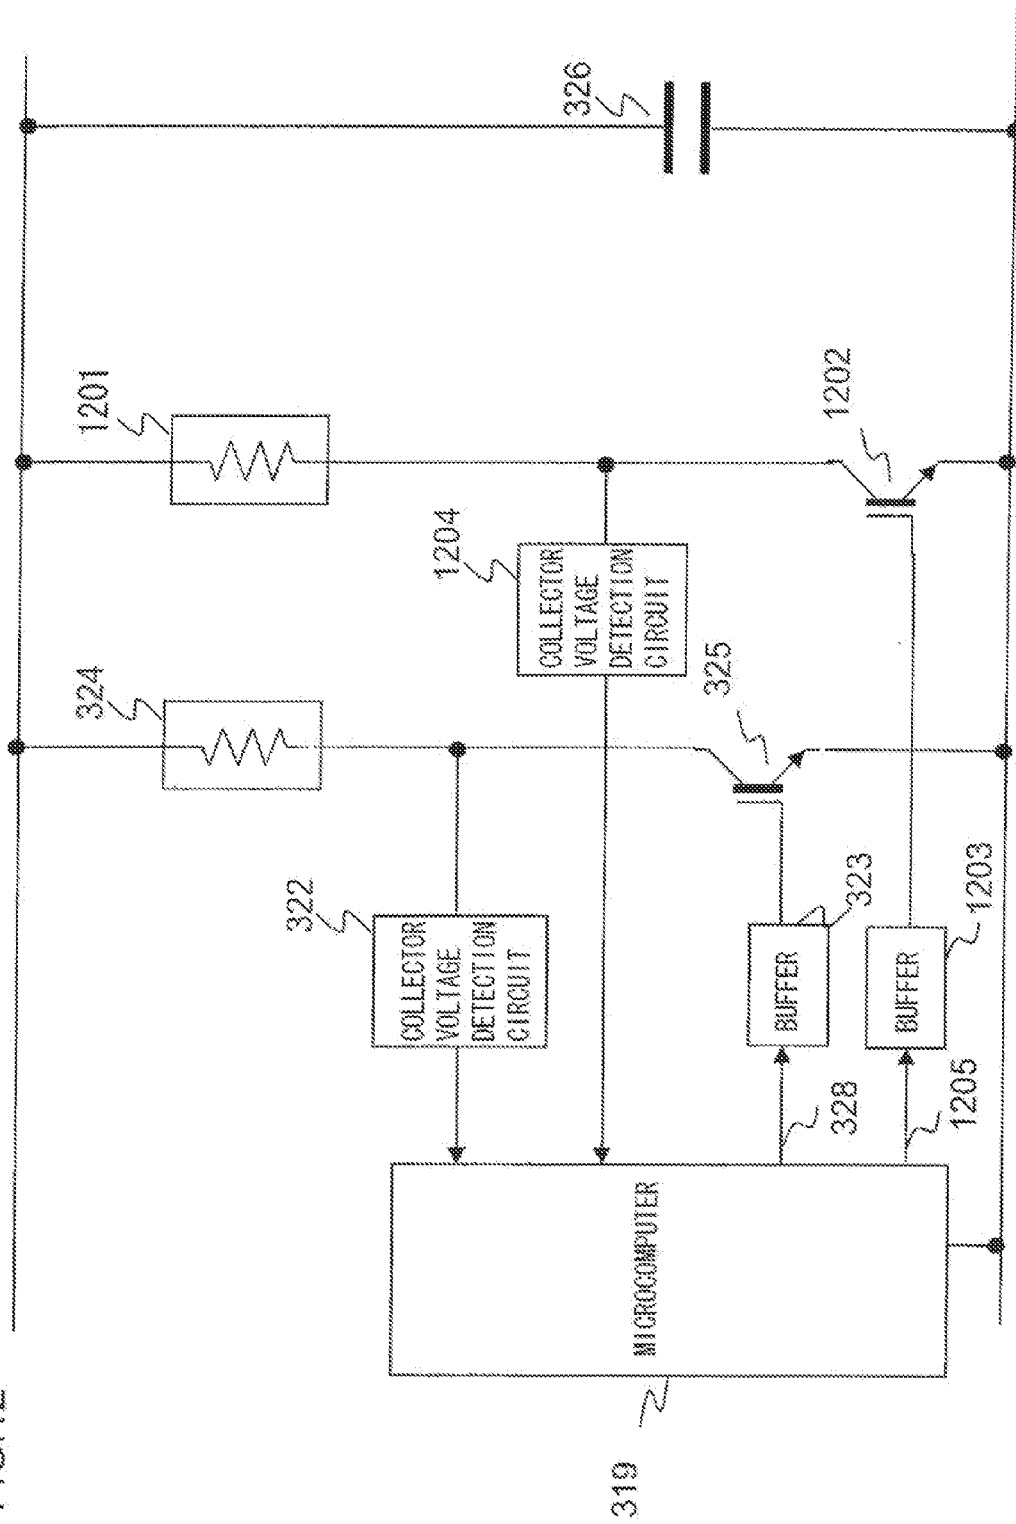 326
1201
1202
1204
COLLECTOR
VOLTAGE
DETECTION
CIRCUIT
324
325
322
COLLECTOR
VOLTAGE
DETECTION
CIRCUIT
BUFFER
323
BUFFER
1203
328
1205
MICROCOMPUTER
319